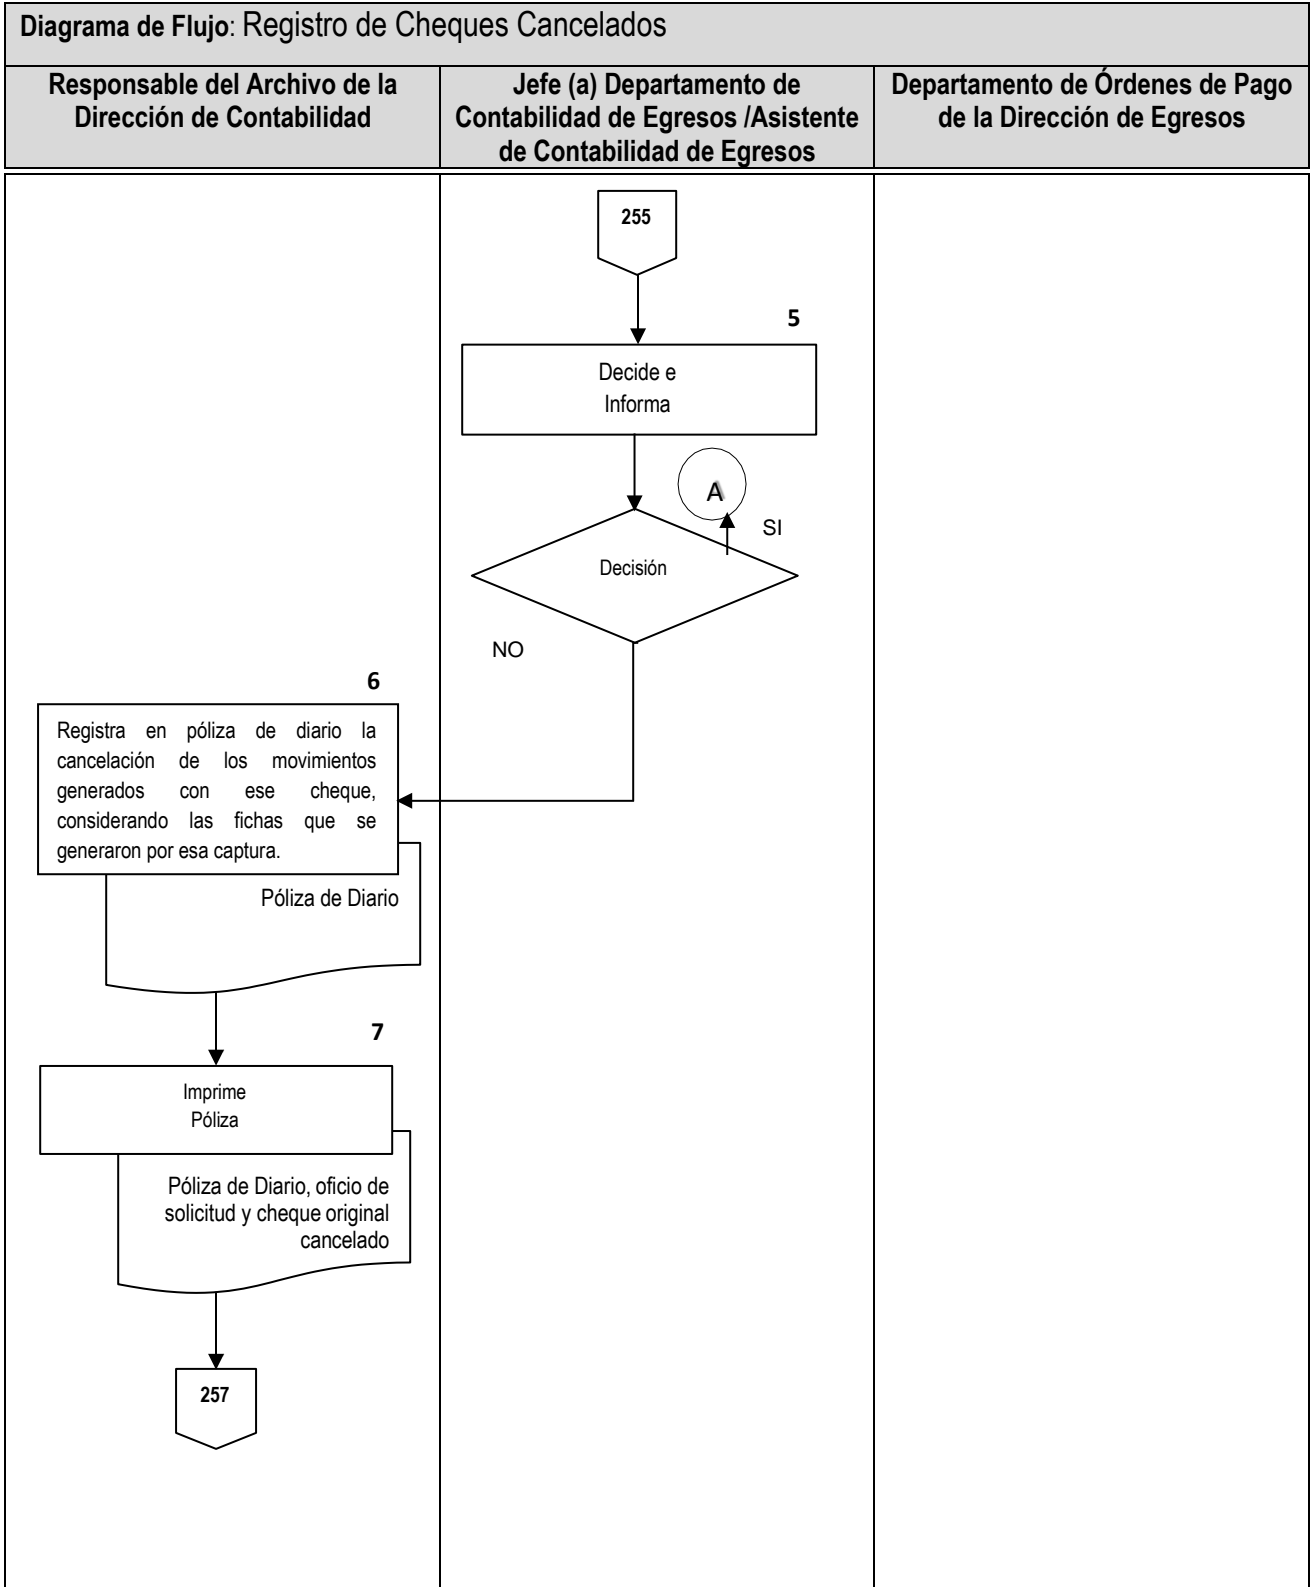 Diagrama de Flujo: Registro de Cheques Cancelados
Responsable del Archivo de la
Dirección de Contabilidad
Jefe (a) Departamento de
Contabilidad de Egresos /Asistente
de Contabilidad de Egresos
Departamento de Órdenes de Pago
de la Dirección de Egresos
255
5
Decide e
Informa
A
SI
Decisión
NO
6
Registra en póliza de diario la
cancelación de los movimientos
generados con ese cheque,
considerando las fichas que se
generaron por esa captura.
Póliza de Diario
7
Imprime
Póliza
Póliza de Diario, oficio de
solicitud y cheque original
cancelado
257